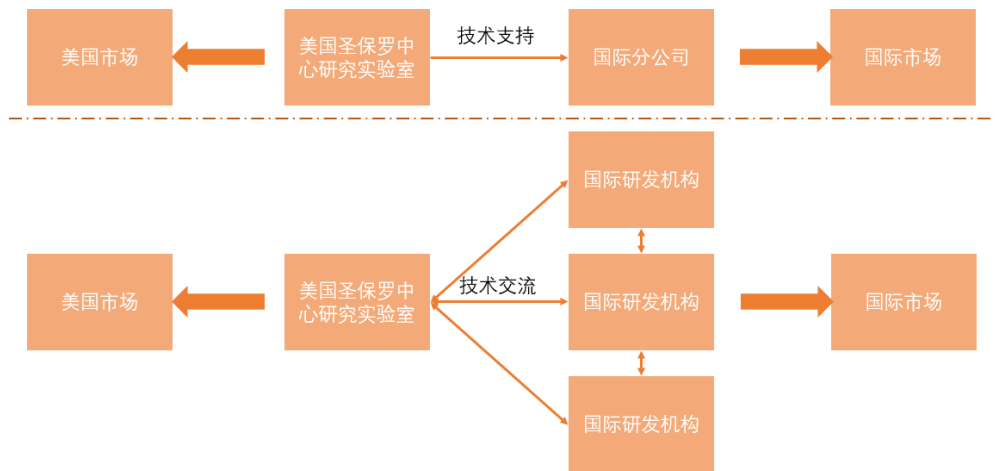 美国市场
美国圣保罗中
心研究实验室
技术支持
国际分公司
国际市场
国际研发机构
美国市场
美国圣保罗中
心研究实验室
技术交流
国际研发机构
国际市场
国际研发机构